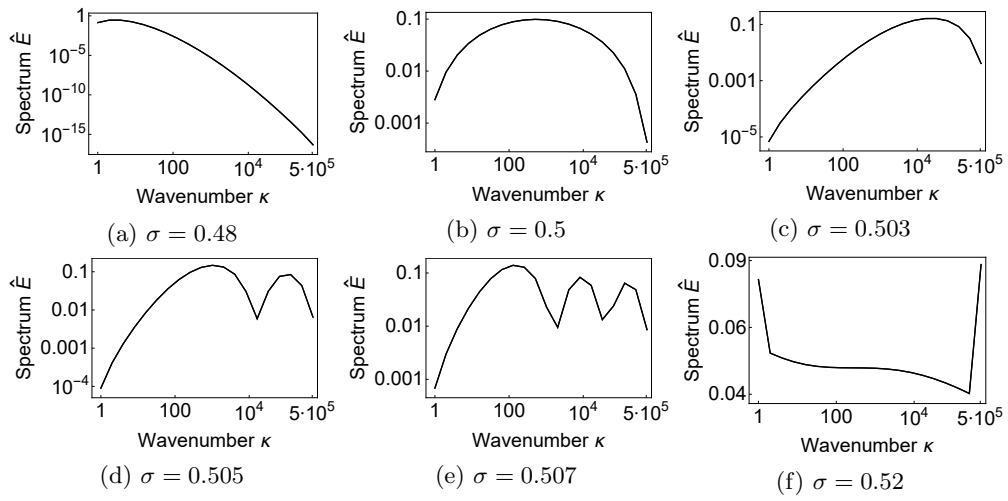 1
10^-5
10^-10
10^-15
Spectrum Ê
1 100 10^4 5·10^5
Wavenumber κ
(a) σ = 0.48
0.1
0.01
0.001
Spectrum Ê
1 100 10^4 5·10^5
Wavenumber κ
(b) σ = 0.5
0.1
0.001
10^-5
Spectrum Ê
1 100 10^4 5·10^5
Wavenumber κ
(c) σ = 0.503
0.1
0.01
0.001
10^-4
Spectrum Ê
1 100 10^4 5·10^5
Wavenumber κ
(d) σ = 0.505
0.1
0.01
0.001
Spectrum Ê
1 100 10^4 5·10^5
Wavenumber κ
(e) σ = 0.507
0.09
0.06
0.04
Spectrum Ê
1 100 10^4 5·10^5
Wavenumber κ
(f) σ = 0.52